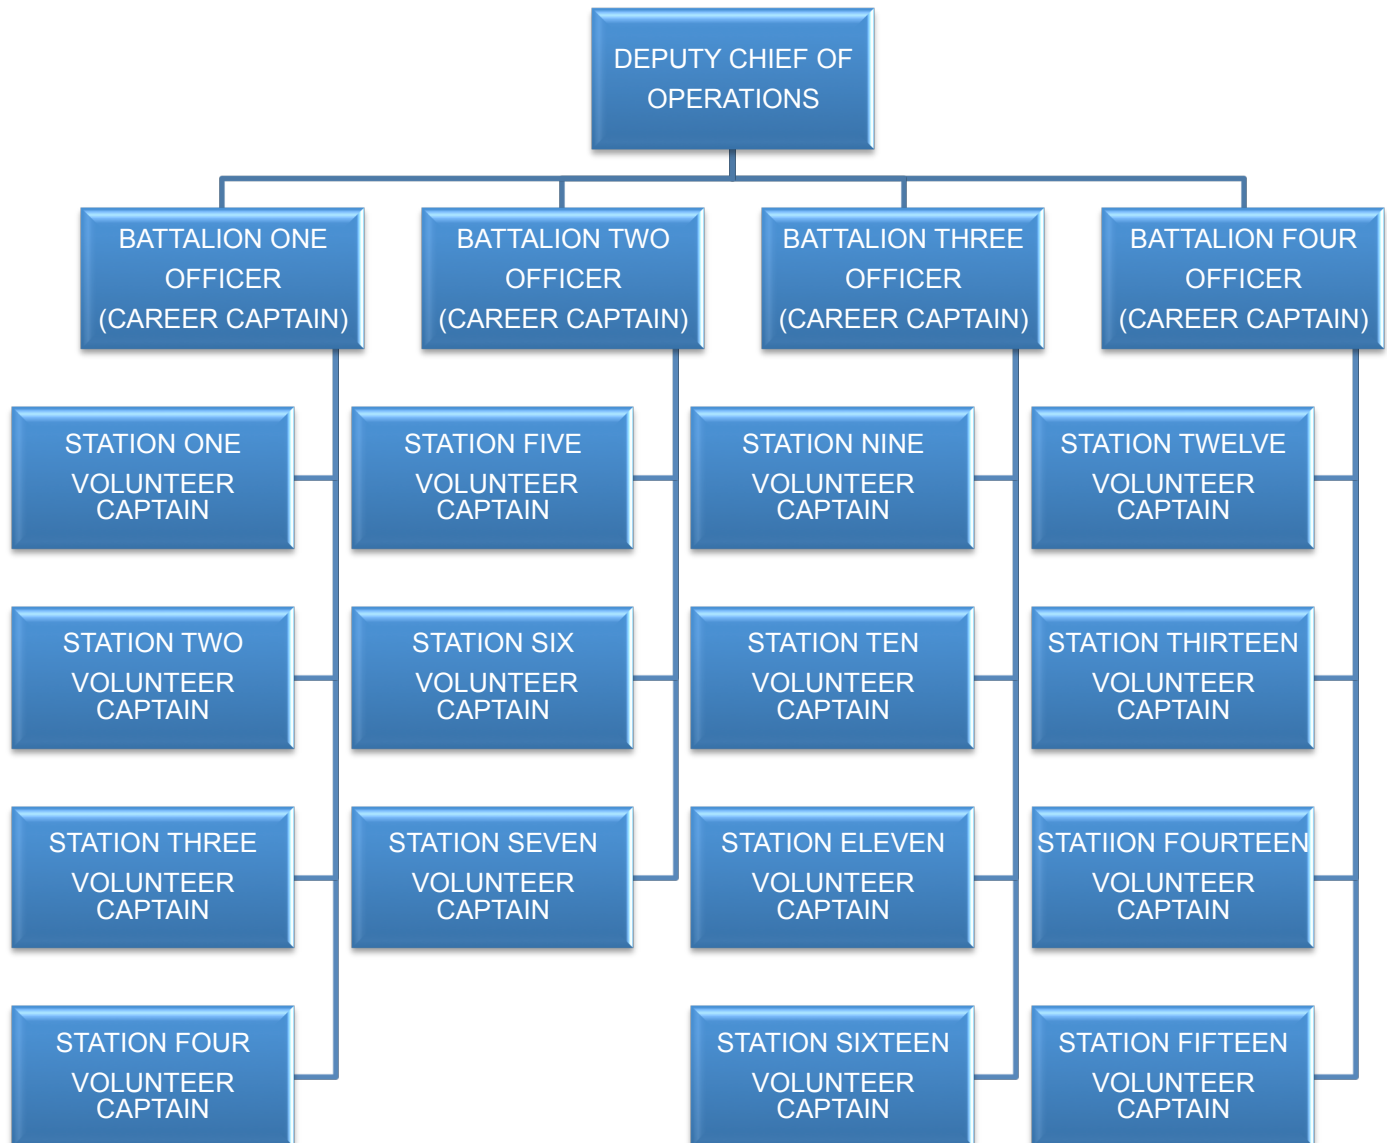 DEPUTY CHIEF OF
OPERATIONS
BATTALION ONE
OFFICER
(CAREER CAPTAIN)
BATTALION TWO
OFFICER
(CAREER CAPTAIN)
BATTALION THREE
OFFICER
(CAREER CAPTAIN)
BATTALION FOUR
OFFICER
(CAREER CAPTAIN)
STATION ONE
VOLUNTEER
CAPTAIN
STATION FIVE
VOLUNTEER
CAPTAIN
STATION NINE
VOLUNTEER
CAPTAIN
STATION TWELVE
VOLUNTEER
CAPTAIN
STATION TWO
VOLUNTEER
CAPTAIN
STATION SIX
VOLUNTEER
CAPTAIN
STATION TEN
VOLUNTEER
CAPTAIN
STATION THIRTEEN
VOLUNTEER
CAPTAIN
STATION THREE
VOLUNTEER
CAPTAIN
STATION SEVEN
VOLUNTEER
CAPTAIN
STATION ELEVEN
VOLUNTEER
CAPTAIN
STATIION FOURTEEN
VOLUNTEER
CAPTAIN
STATION FOUR
VOLUNTEER
CAPTAIN
STATION SIXTEEN
VOLUNTEER
CAPTAIN
STATION FIFTEEN
VOLUNTEER
CAPTAIN